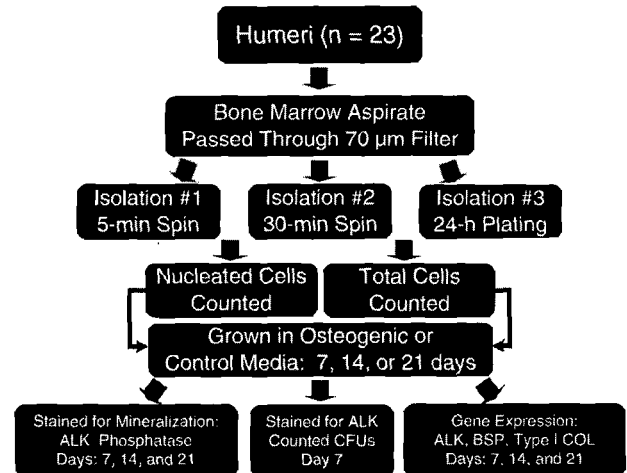 Humeri (n = 23)
Bone Marrow Aspirate
Passed Through 70 µm Filter
Isolation #1
5-min Spin
Isolation #2
30-min Spin
Isolation #3
24-h Plating
Nucleated Cells
Counted
Total Cells
Counted
Grown in Osteogenic or
Control Media: 7, 14, or 21 days
Stained for Mineralization:
ALK Phosphatase
Days: 7, 14, and 21
Stained for ALK
Counted CFUs
Day 7
Gene Expression:
ALK, BSP, Type I COL
Days: 7, 14, and 21